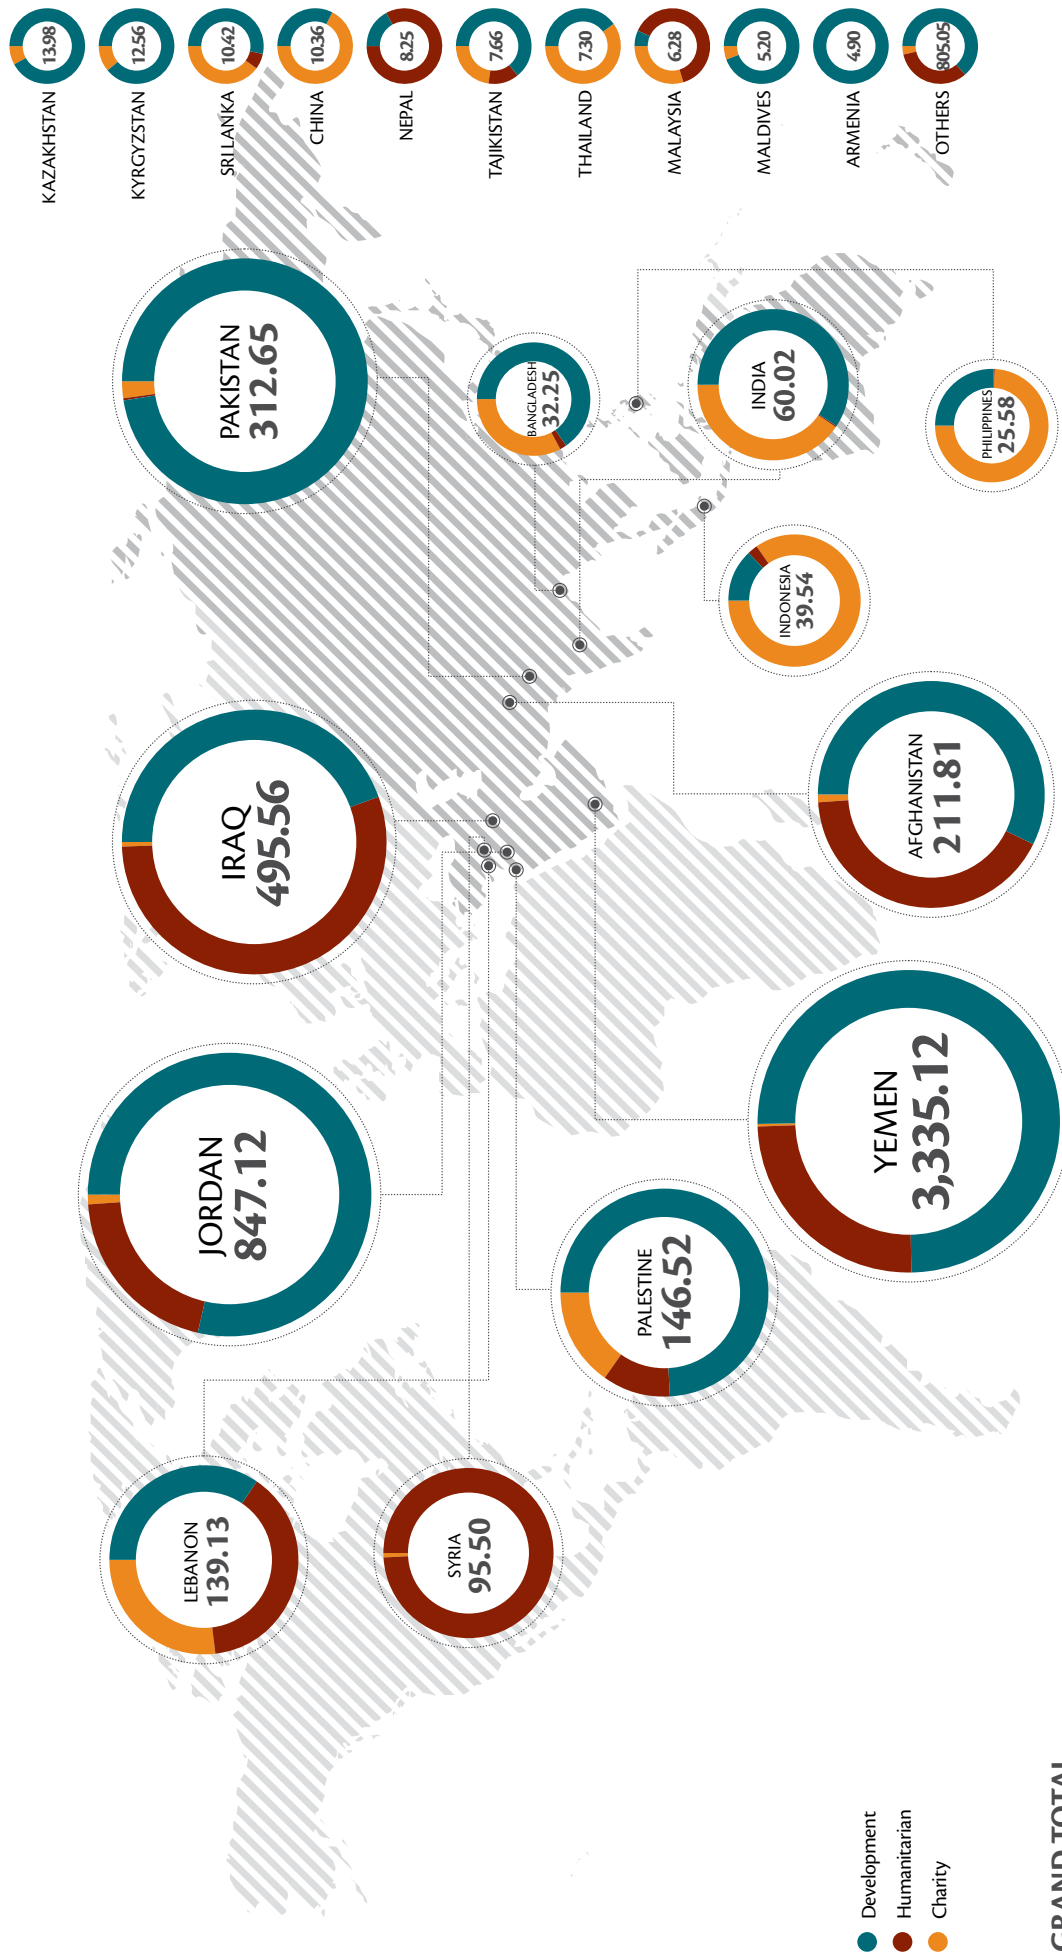 LEBANON
139.13
JORDAN
847.12
IRAQ
495.56
PAKISTAN
312.65
SYRIA
95.50
BANGLADESH
32.25
PALESTINE
146.52
INDIA
60.02
INDONESIA
39.54
YEMEN
3,335.12
AFGHANISTAN
211.81
PHILIPPINES
25.58
KAZAKHSTAN
13.98
KYRGYZSTAN
12.56
SRILANKA
10.42
CHINA
10.36
NEPAL
8.25
TAJIKISTAN
7.66
THAILAND
7.30
MALAYSIA
6.28
MALDIVES
5.20
ARMENIA
4.90
OTHERS
805.05
Development
Humanitarian
Charity
GRAND TOTAL